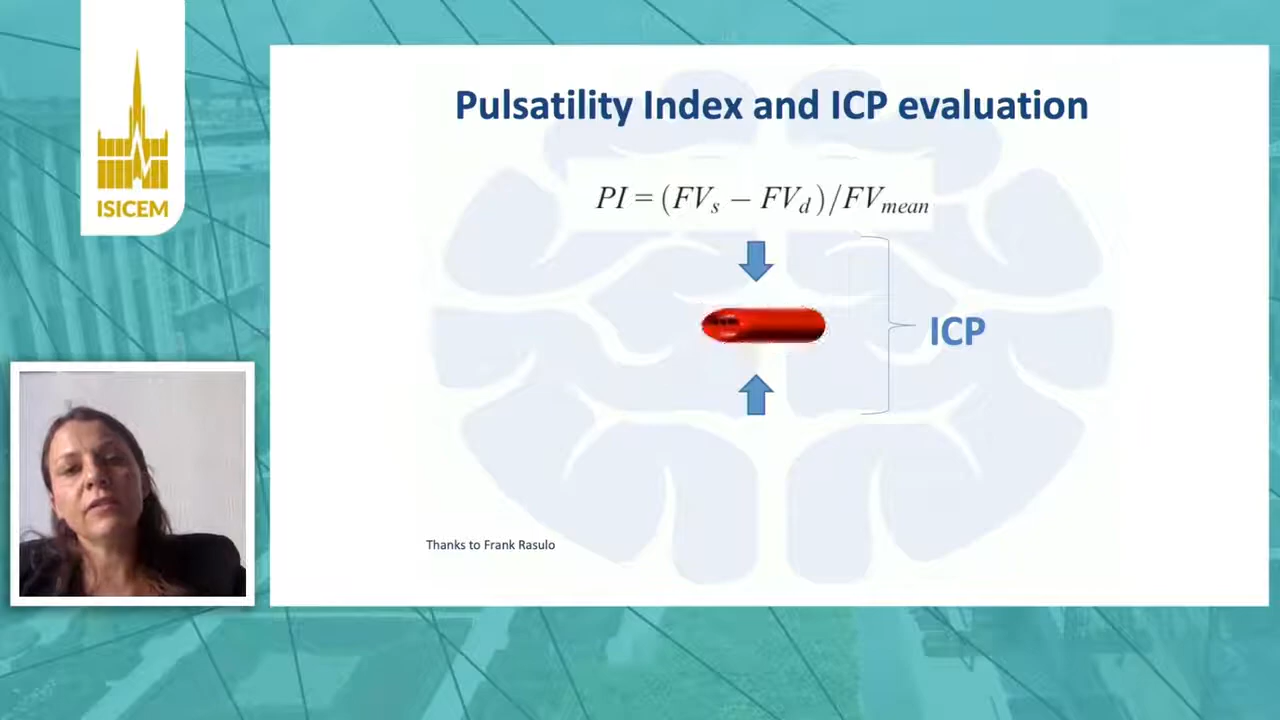 ISICEM
Pulsatility Index and ICP evaluation
PI = (FVs − FVd)/FVmean
ICP
Thanks to Frank Rasulo